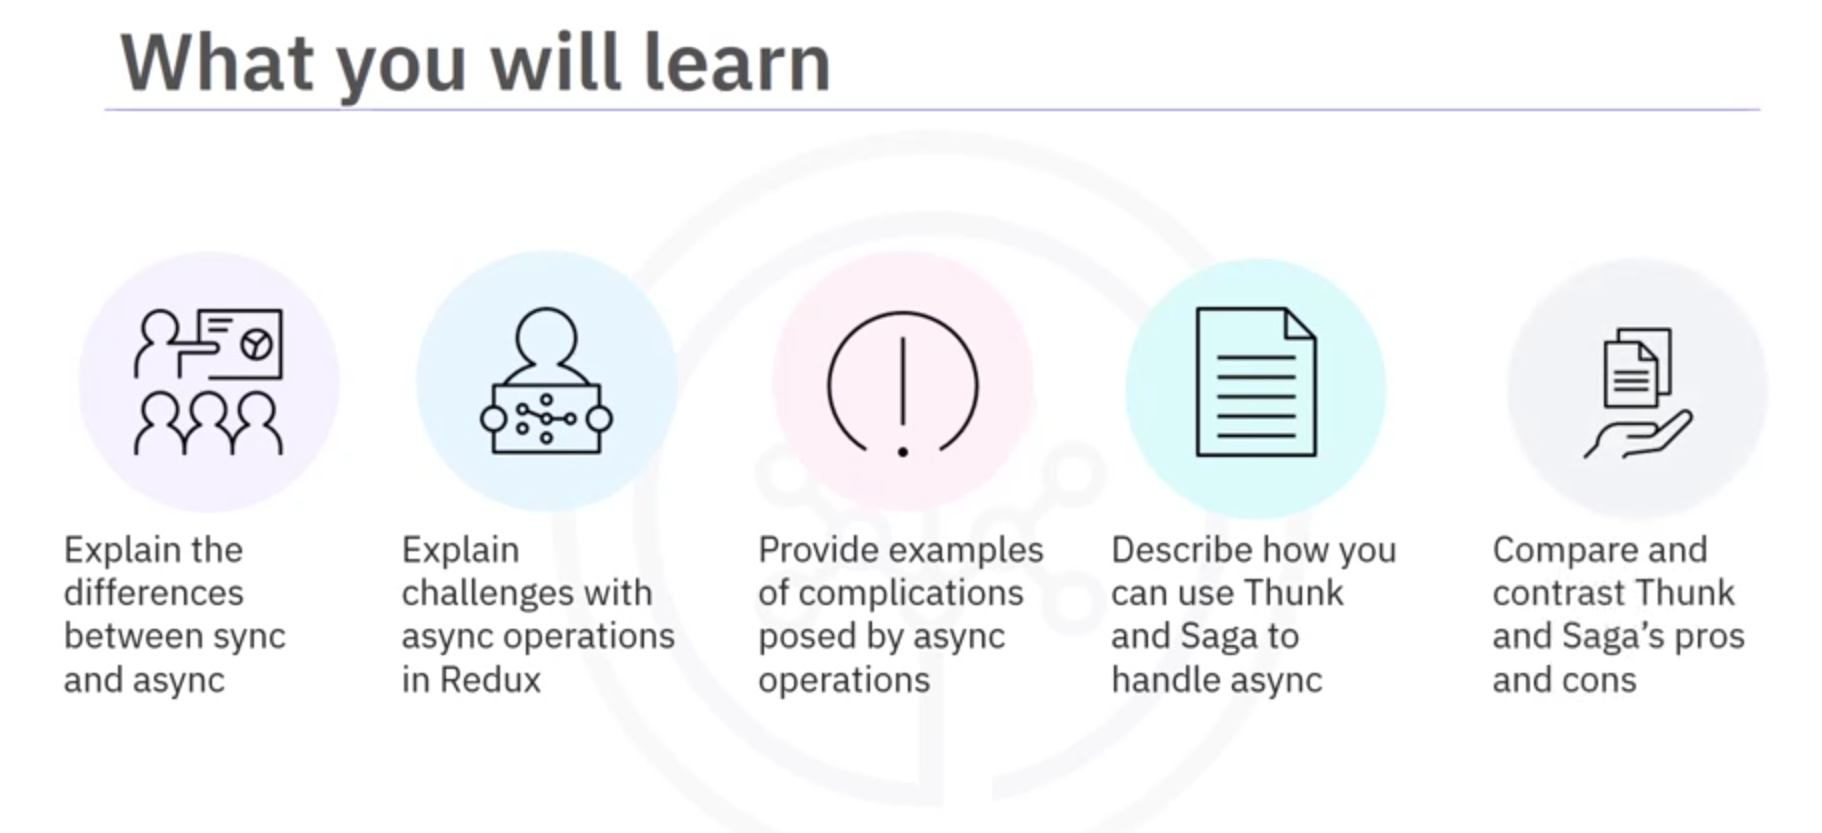 What you will learn
Explain the
differences
between sync
and async
Explain
challenges with
async operations
in Redux
Provide examples
of complications
posed by async
operations
Describe how you
can use Thunk
and Saga to
handle async
Compare and
contrast Thunk
and Saga’s pros
and cons